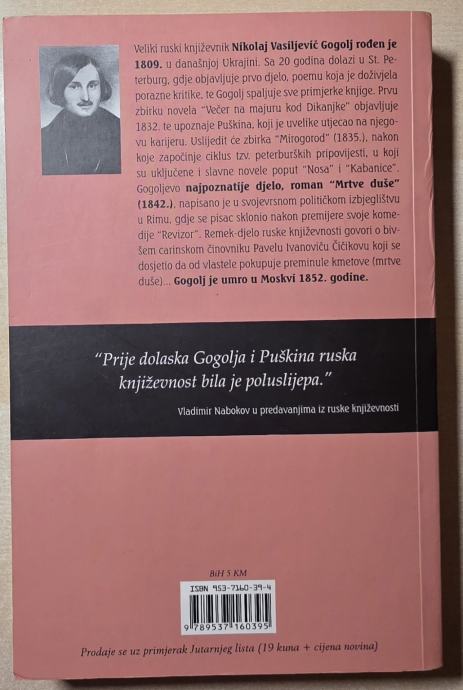 Veliki ruski književnik Nikolaj Vasiljevič Gogolj rođen je
1809. u današnjoj Ukrajini. Sa 20 godina dolazi u St. Pe-
terburg, gdje objavljuje prvo djelo, poemu koja je doživjela
porazne kritike, te Gogolj spaljuje sve primjerke knjige. Prvu
zbirku novela "Večer na majuru kod Dikanjke" objavljuje
1832. te upoznaje Puškina, koji je uvelike utjecao na njego-
vu karijeru. Uslijedit će zbirka "Mirogorod" (1835.), nakon
koje započinje ciklus tzv. peterburških pripovijesti, u koji
su uključene i slavne novele poput "Nosa" i "Kabanice".
Gogoljevo najpoznatije djelo, roman "Mrtve duše"
(1842.), napisano je u svojevrsnom političkom izbjeglištvu
u Rimu, gdje se pisac sklonio nakon premijere svoje kome-
dije "Revizor". Remek-djelo ruske književnosti govori o biv-
šem carinskom činovniku Pavelu Ivanoviču Čičikovu koji se
dosjetio da od vlastele pokupuje preminule kmetove (mrtve
duše)... Gogolj je umro u Moskvi 1852. godine.
"Prije dolaska Gogolja i Puškina ruska
književnost bila je poluslijepa."
Vladimir Nabokov u predavanjima iz ruske književnosti
BiH 5 KM
ISBN 953-7160-39-4
9 789537 160395
Prodaje se uz primjerak Jutarnjeg lista (19 kuna + cijena novina)